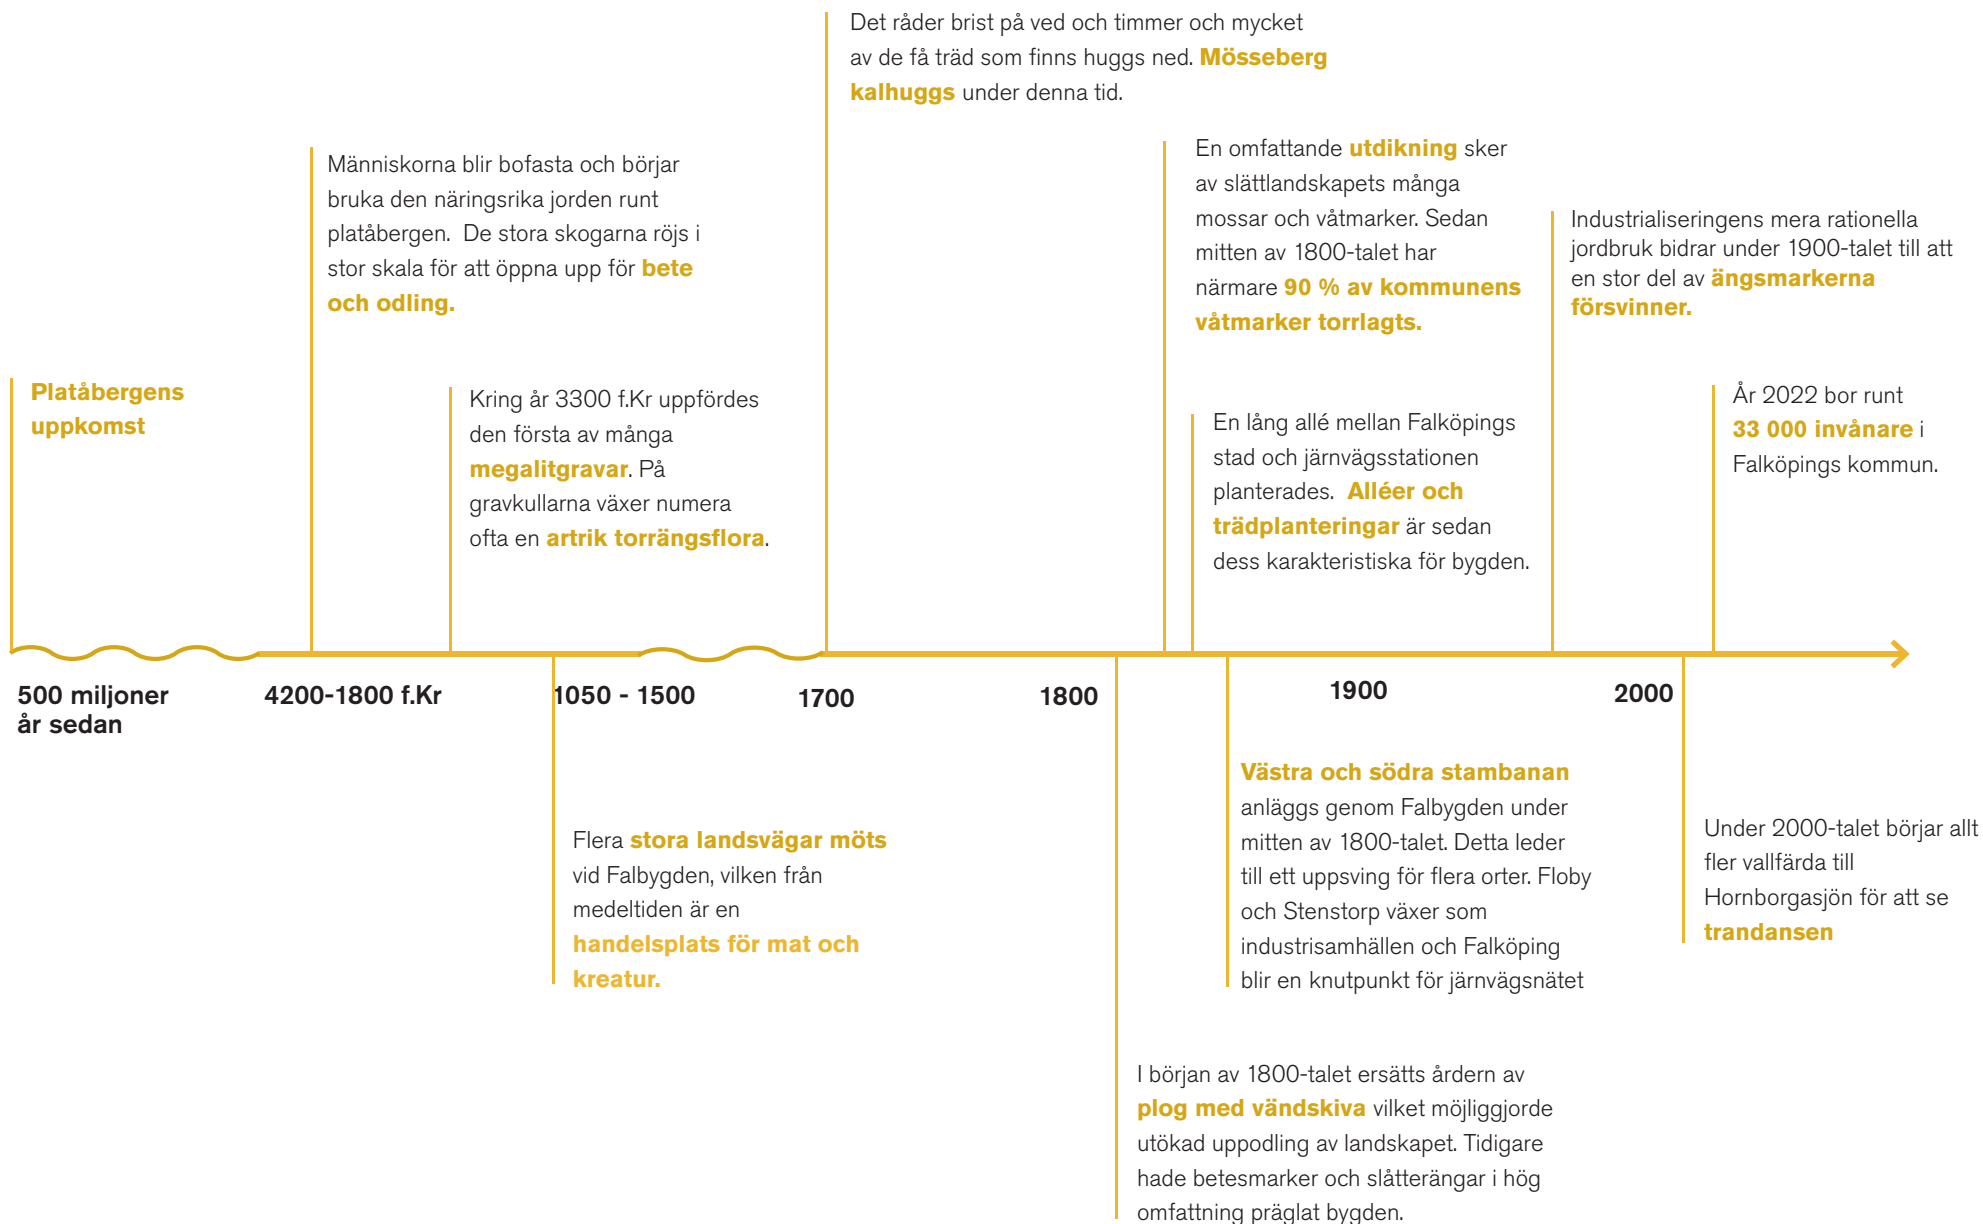 Det råder brist på ved och timmer och mycket
av de få träd som finns huggs ned. Mösseberg
kalhuggs under denna tid.
Människorna blir bofasta och börjar
bruka den näringsrika jorden runt
platåbergen.  De stora skogarna röjs i
stor skala för att öppna upp för bete
och odling.
En omfattande utdikning sker
av slättlandskapets många
mossar och våtmarker. Sedan
mitten av 1800-talet har
närmare 90 % av kommunens
våtmarker torrlagts.
Industrialiseringens mera rationella
jordbruk bidrar under 1900-talet till att
en stor del av ängsmarkerna
försvinner.
Platåbergens
uppkomst
Kring år 3300 f.Kr uppfördes
den första av många
megalitgravar. På
gravkullarna växer numera
ofta en artrik torrängsflora.
En lång allé mellan Falköpings
stad och järnvägsstationen
planterades.  Alléer och
trädplanteringar är sedan
dess karakteristiska för bygden.
År 2022 bor runt
33 000 invånare i
Falköpings kommun.
500 miljoner
år sedan
4200-1800 f.Kr
1050 - 1500
1700
1800
1900
2000
Flera stora landsvägar möts
vid Falbygden, vilken från
medeltiden är en
handelsplats för mat och
kreatur.
Västra och södra stambanan
anläggs genom Falbygden under
mitten av 1800-talet. Detta leder
till ett uppsving för flera orter. Floby
och Stenstorp växer som
industrisamhällen och Falköping
blir en knutpunkt för järnvägsnätet
Under 2000-talet börjar allt
fler vallfärda till
Hornborgasjön för att se
trandansen
I början av 1800-talet ersätts årdern av
plog med vändskiva vilket möjliggjorde
utökad uppodling av landskapet. Tidigare
hade betesmarker och slåtterängar i hög
omfattning präglat bygden.